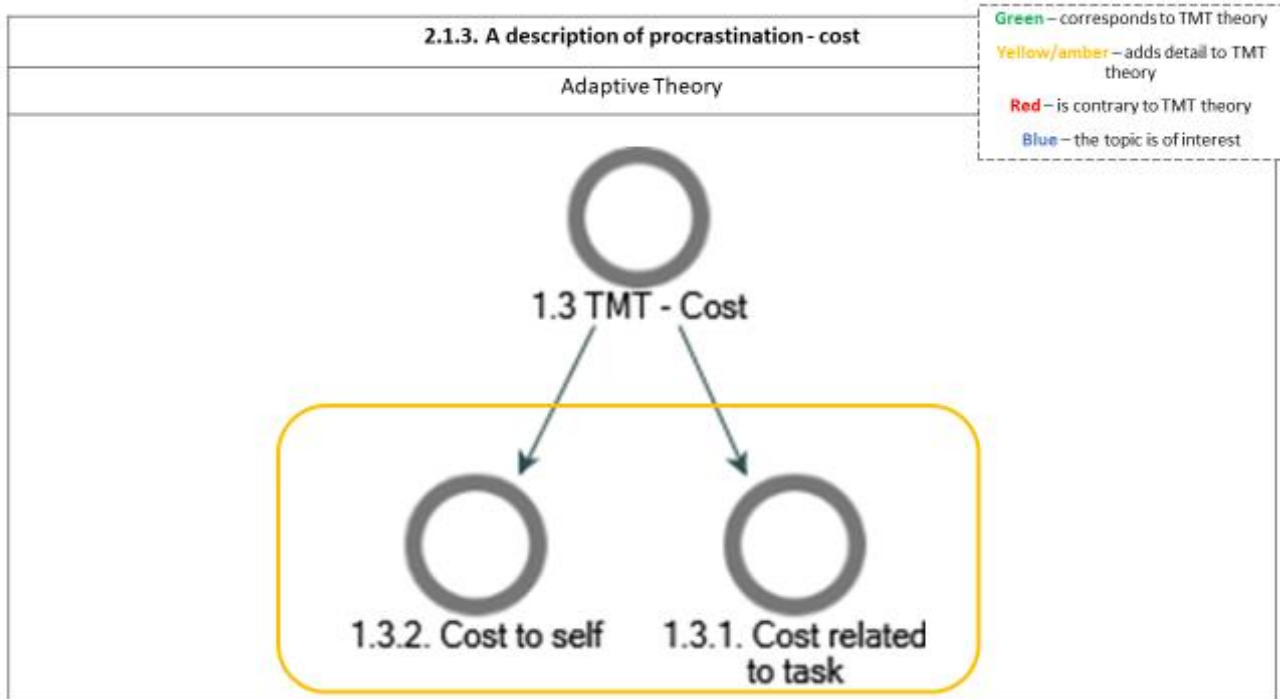 2.1.3. A description of procrastination - cost
Adaptive Theory
Green – corresponds to TMT theory
Yellow/amber – adds detail to TMT
theory
Red – is contrary to TMT theory
Blue – the topic is of interest
1.3 TMT - Cost
1.3.2. Cost to self
1.3.1. Cost related
to task